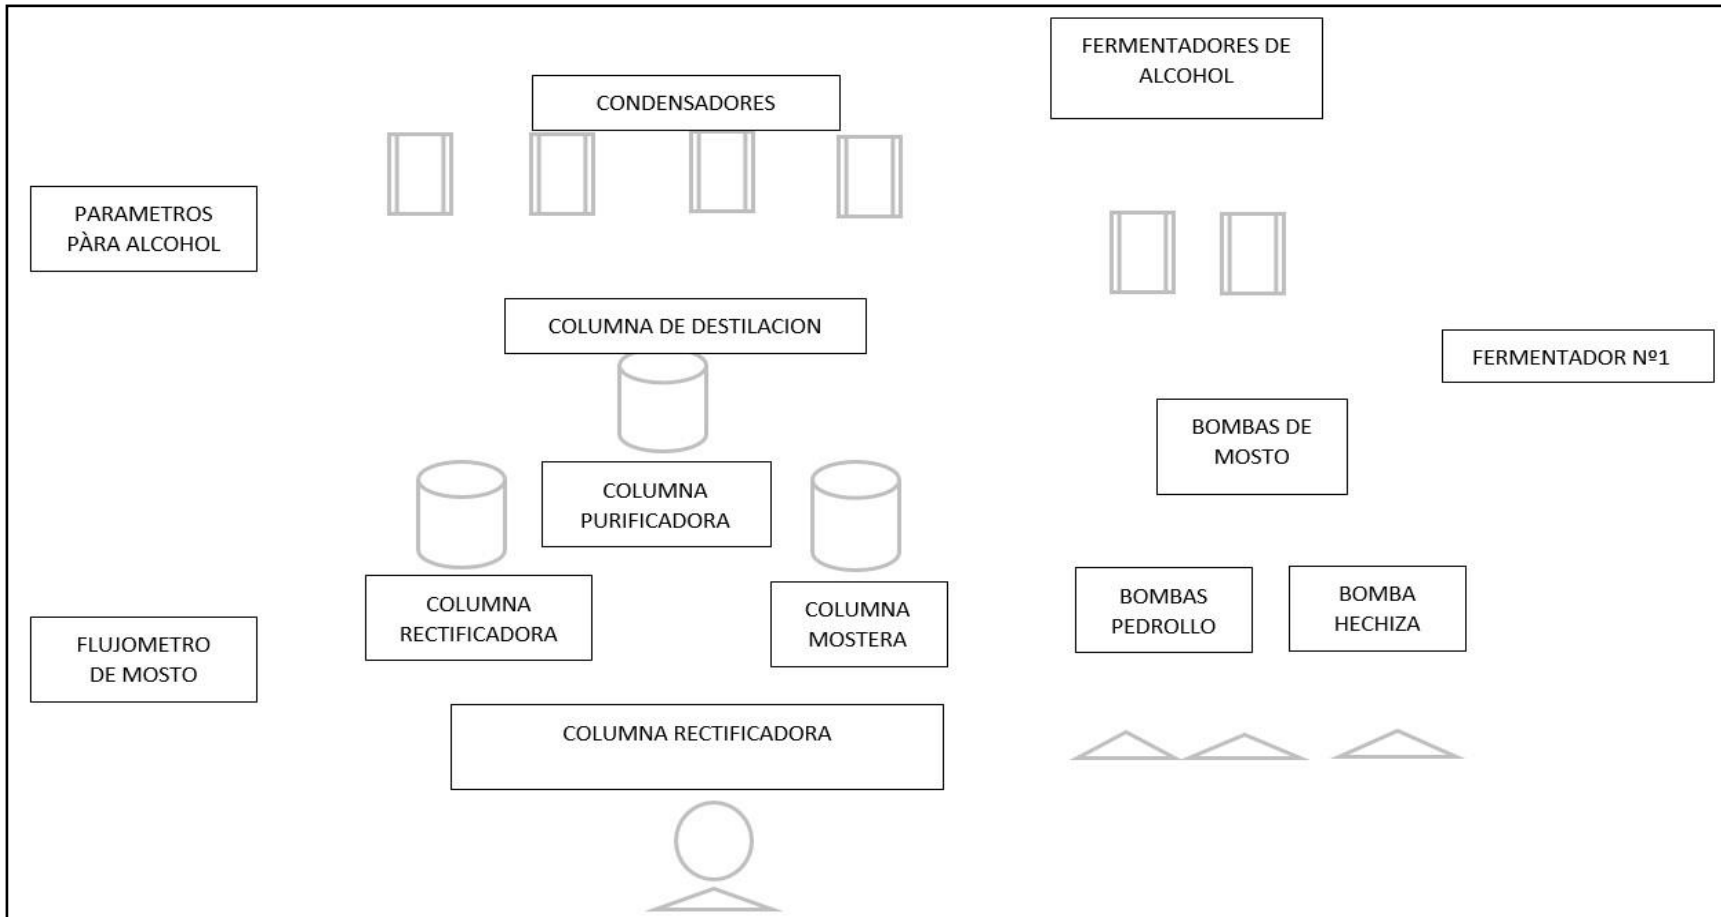 FERMENTADORES DE
ALCOHOL
CONDENSADORES
PARAMETROS
PÀRA ALCOHOL
COLUMNA DE DESTILACION
FERMENTADOR Nº1
BOMBAS DE
MOSTO
COLUMNA
PURIFICADORA
COLUMNA
RECTIFICADORA
COLUMNA
MOSTERA
BOMBAS
PEDROLLO
BOMBA
HECHIZA
FLUJOMETRO
DE MOSTO
COLUMNA RECTIFICADORA